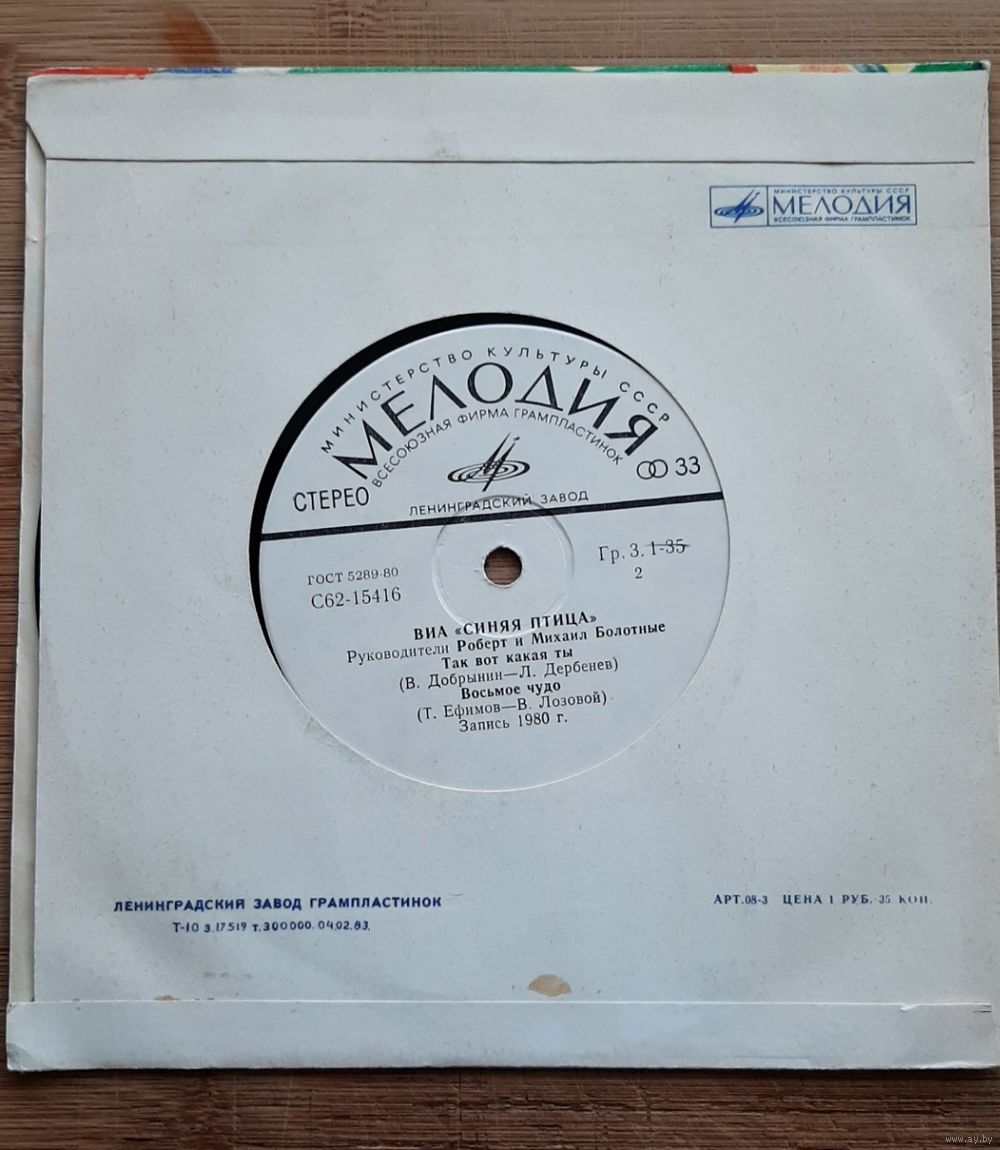 МИНИСТЕРСТВО КУЛЬТУРЫ СССР
МЕЛОДИЯ
ВСЕСОЮЗНАЯ ФИРМА ГРАМПЛАСТИНОК
МИНИСТЕРСТВО КУЛЬТУРЫ СССР
МЕЛОДИЯ
ВСЕСОЮЗНАЯ ФИРМА ГРАМПЛАСТИНОК
СТЕРЕО
33
ЛЕНИНГРАДСКИЙ ЗАВОД
ГОСТ 5289-80
Гр. 3. 1-35
С62-15416
2
ВИА «СИНЯЯ ПТИЦА»
Руководители Роберт и Михаил Болотные
Так вот какая ты
(В. Добрынин—Л. Дербенев)
Восьмое чудо
(Т. Ефимов—В. Лозовой)
Запись 1980 г.
ЛЕНИНГРАДСКИЙ ЗАВОД ГРАМПЛАСТИНОК
Т-10 з.17519 т.300000. 04.02.83.
АРТ.08-3 ЦЕНА 1 РУБ. 35 КОП.
www.ay.by